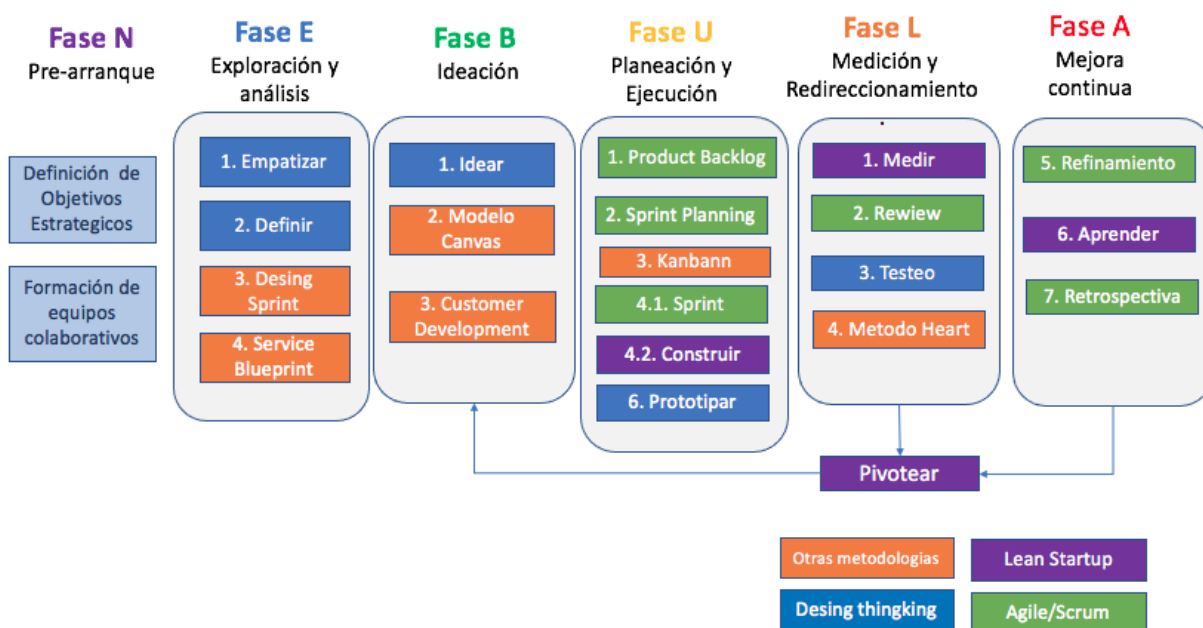 Fase N
Pre-arranque
Definición de
Objetivos
Estrategicos
Formación de
equipos
colaborativos
Fase E
Exploración y
análisis
1. Empatizar
2. Definir
3. Desing
Sprint
4. Service
Blueprint
Fase B
Ideación
1. Idear
2. Modelo
Canvas
3. Customer
Development
Fase U
Planeación y
Ejecución
1. Product Backlog
2. Sprint Planning
3. Kanbann
4.1. Sprint
4.2. Construir
6. Prototipar
Fase L
Medición y
Redireccionamiento
1. Medir
2. Rewiew
3. Testeo
4. Metodo Heart
Fase A
Mejora
continua
5. Refinamiento
6. Aprender
7. Retrospectiva
Pivotear
Otras metodologias
Lean Startup
Desing thingking
Agile/Scrum